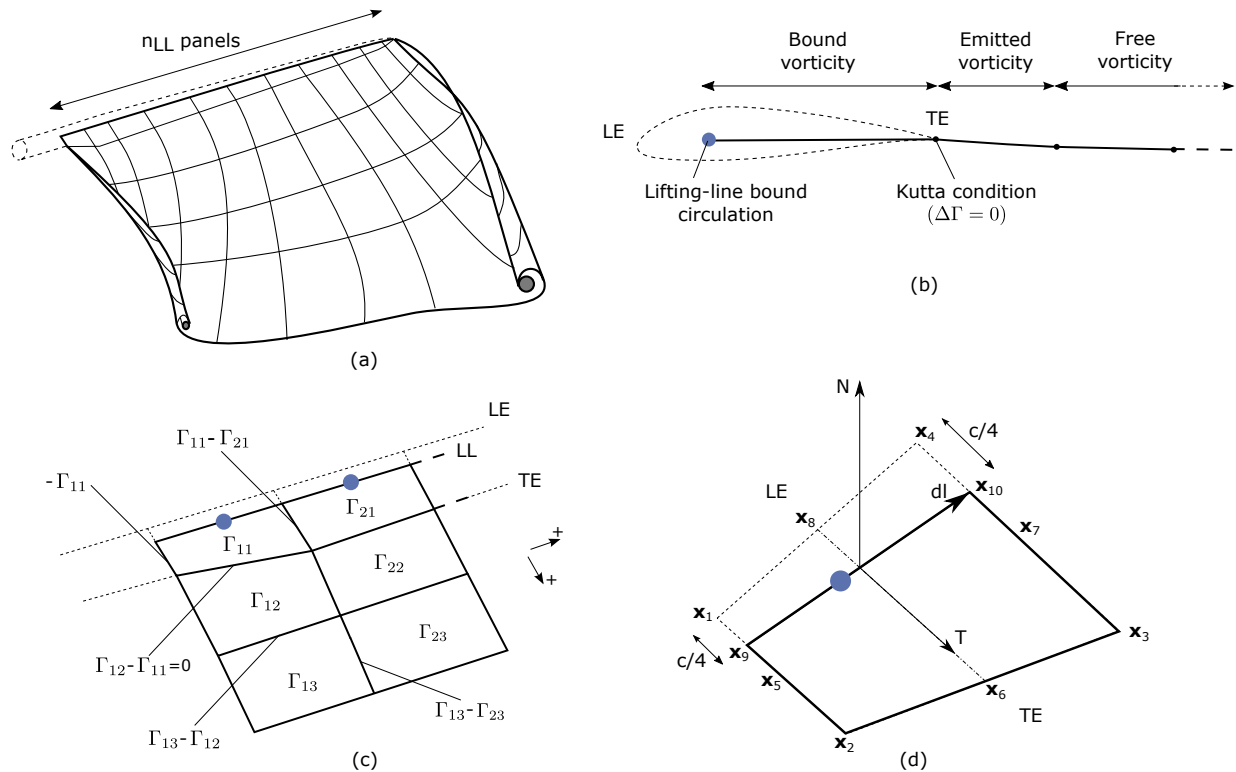 n_LL panels
(a)
Bound
vorticity
Emitted
vorticity
Free
vorticity
LE
TE
Lifting-line bound
circulation
Kutta condition
(ΔΓ = 0)
(b)
Γ₁₁-Γ₂₁
LE
LL
TE
-Γ₁₁
Γ₂₁
Γ₁₁
Γ₂₂
Γ₁₂
+
+
Γ₂₃
Γ₁₂-Γ₁₁=0
Γ₁₃
Γ₁₃-Γ₁₂
Γ₁₃-Γ₂₃
(c)
N
x₄
c/4
LE
dl
x₁₀
x₈
x₇
x₁
T
x₃
c/4
x₉
x₅
x₆
TE
x₂
(d)